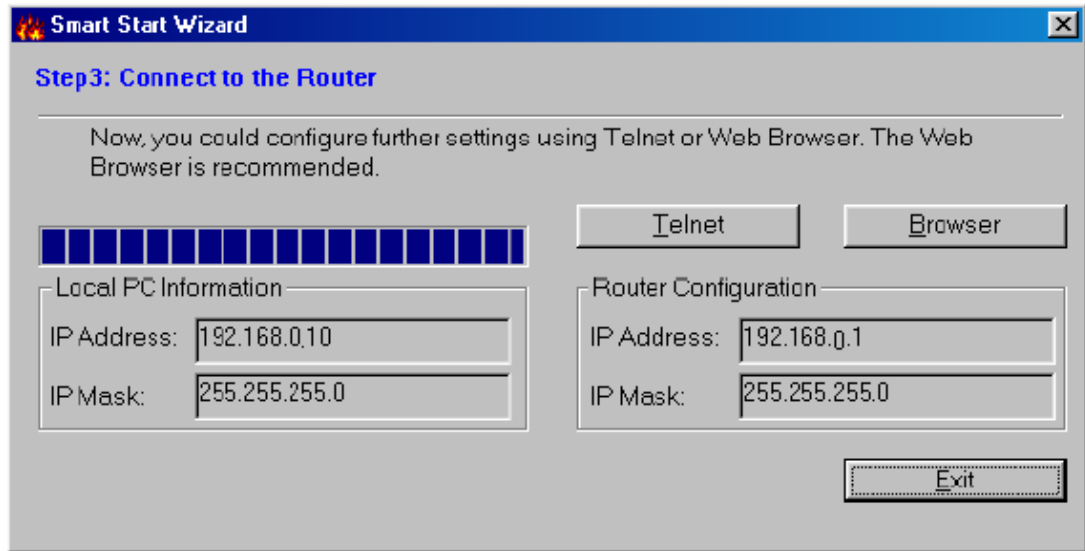 Smart Start Wizard
Step3: Connect to the Router
Now, you could configure further settings using Telnet or Web Browser. The Web
Browser is recommended.
Telnet
Browser
Local PC Information
IP Address: 192.168.0.10
IP Mask: 255.255.255.0
Router Configuration
IP Address: 192.168.0.1
IP Mask: 255.255.255.0
Exit